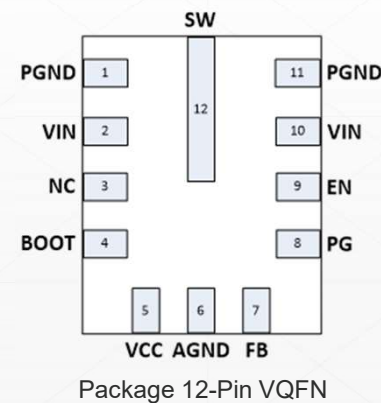 SW
PGND 1 11 PGND
12
VIN 2 10 VIN
NC 3 9 EN
BOOT 4 8 PG
5 6 7
VCC AGND FB
Package 12-Pin VQFN